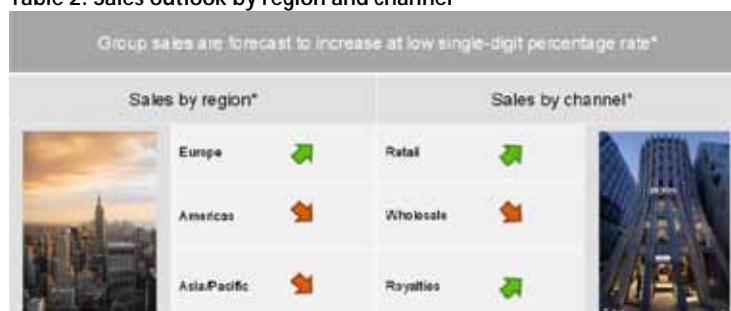 Table 2: Sales outlook by region and channel
Group sales are forecast to increase at low single-digit percentage rate*
Sales by region*
Sales by channel*
Europe
Retail
Americas
Wholesale
Asia/Pacific
Royalties